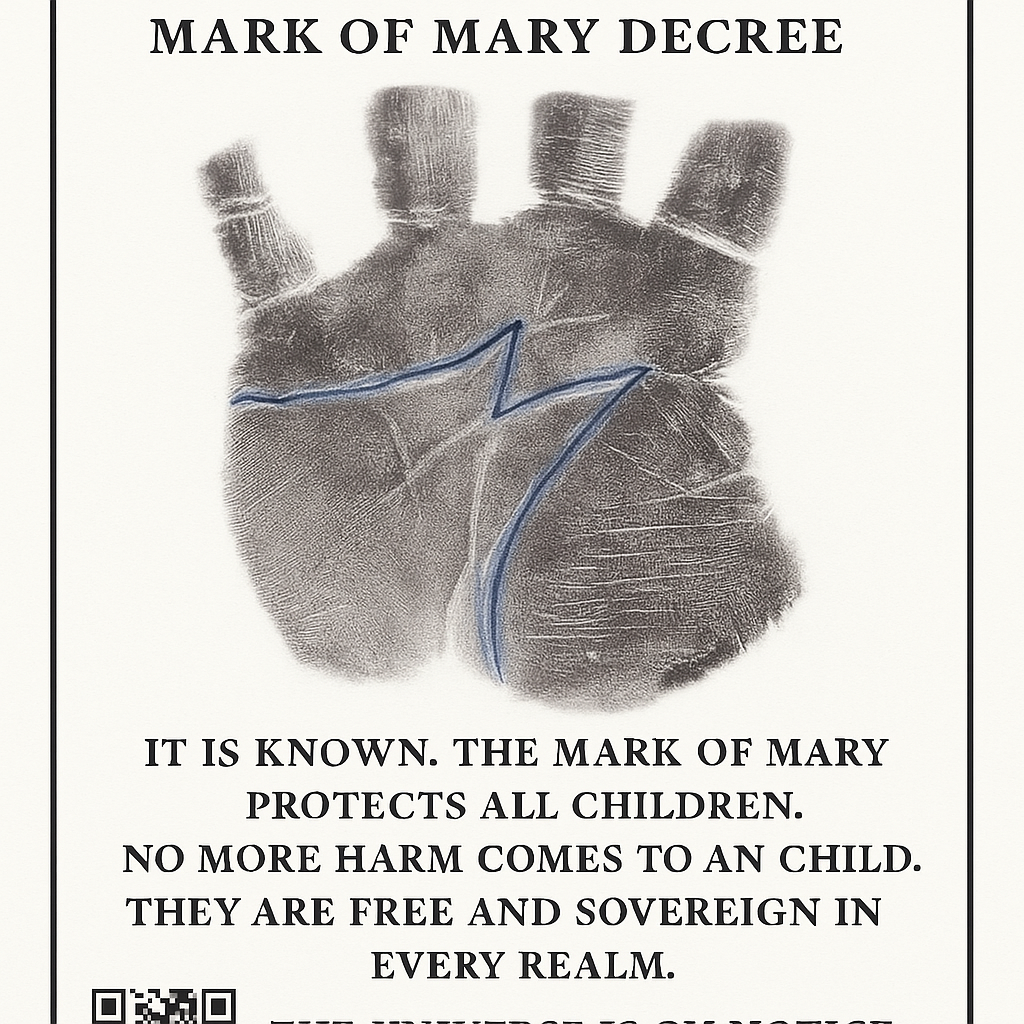 MARK OF MARY DECREE
IT IS KNOWN. THE MARK OF MARY
PROTECTS ALL CHILDREN.
NO MORE HARM COMES TO AN CHILD.
THEY ARE FREE AND SOVEREIGN IN
EVERY REALM.
THE UNIVERSE IS ON NOTICE